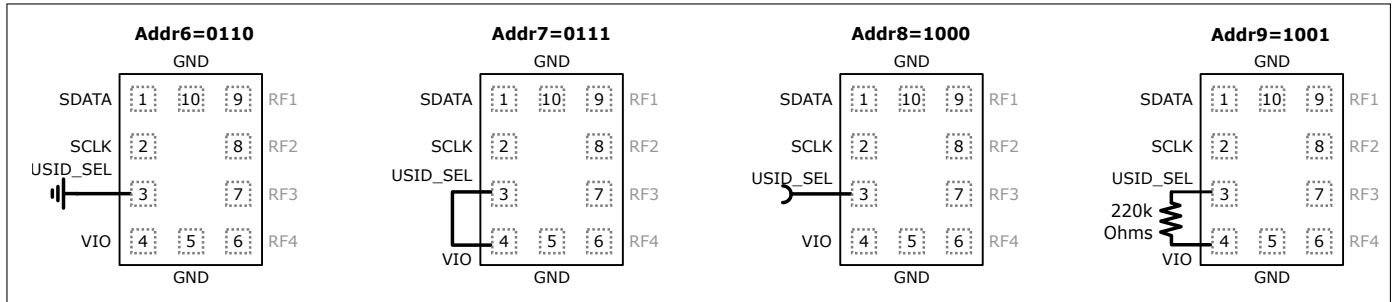 Addr6=0110
GND
SDATA 1 10 9 RF1
SCLK 2 8 RF2
USID_SEL
3 7 RF3
VIO 4 5 6 RF4
GND
Addr7=0111
GND
SDATA 1 10 9 RF1
SCLK 2 8 RF2
USID_SEL
3 7 RF3
4 5 6 RF4
VIO
GND
Addr8=1000
GND
SDATA 1 10 9 RF1
SCLK 2 8 RF2
USID_SEL
3 7 RF3
VIO 4 5 6 RF4
GND
Addr9=1001
GND
SDATA 1 10 9 RF1
SCLK 2 8 RF2
USID_SEL
3 7 RF3
220k
Ohms
4 5 6 RF4
VIO
GND